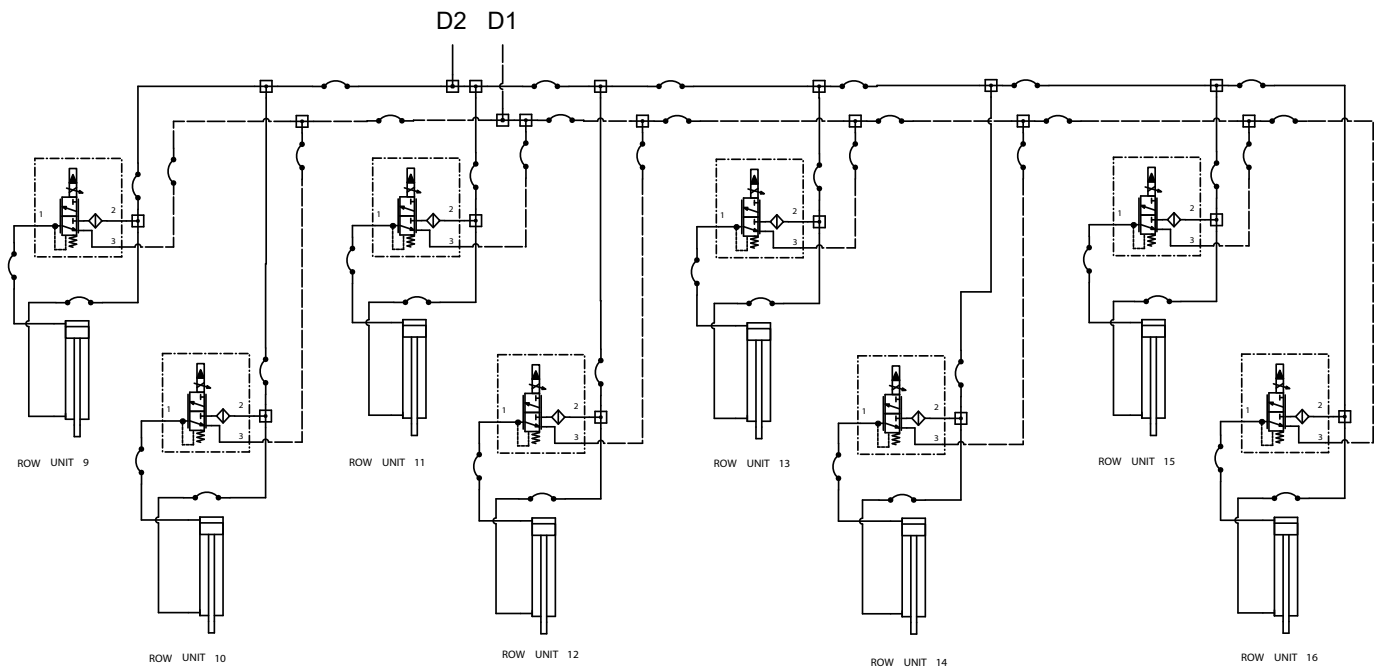 D2 D1
1 2 3
1 2 3
1 2 3
1 2 3
ROW UNIT 9
ROW UNIT 11
ROW UNIT 13
ROW UNIT 15
1 2 3
1 2 3
1 2 3
1 2 3
ROW UNIT 10
ROW UNIT 12
ROW UNIT 14
ROW UNIT 16